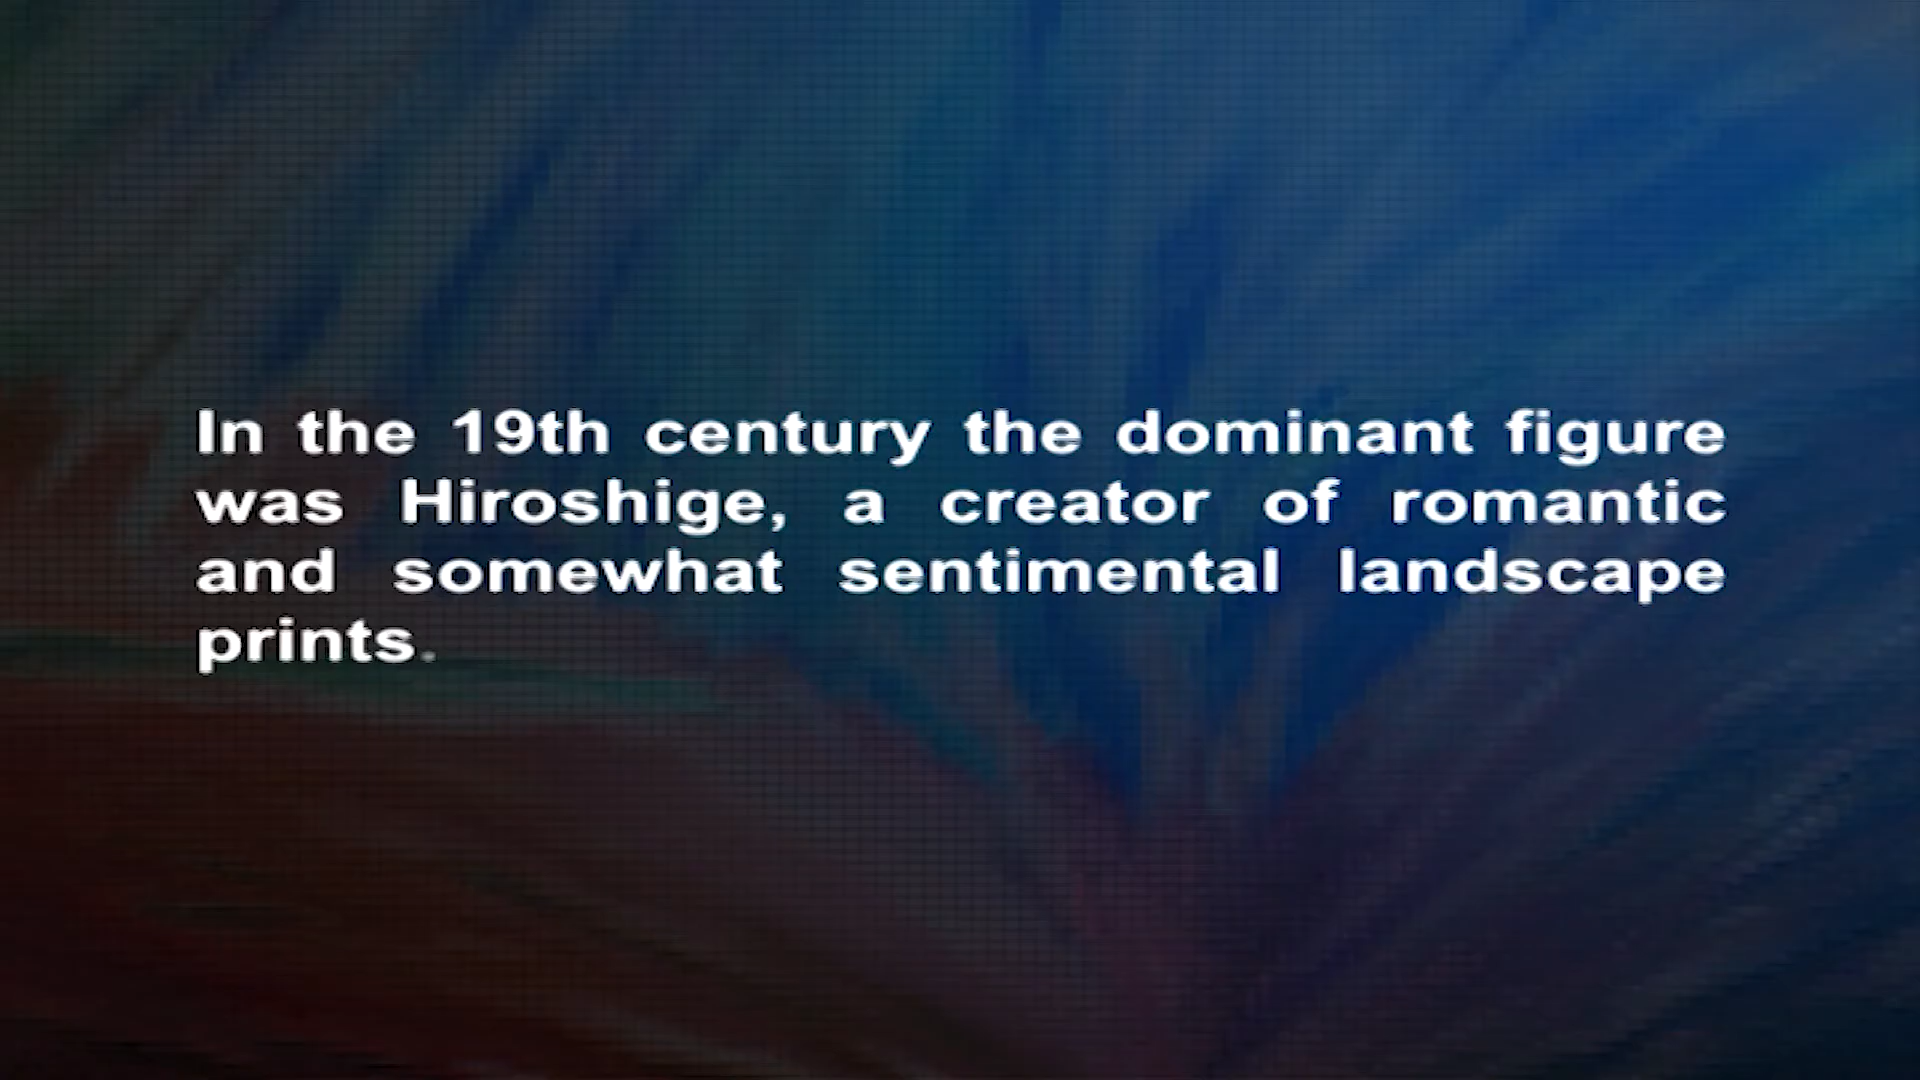 In the 19th century the dominant figure
was Hiroshige, a creator of romantic
and somewhat sentimental landscape
prints.